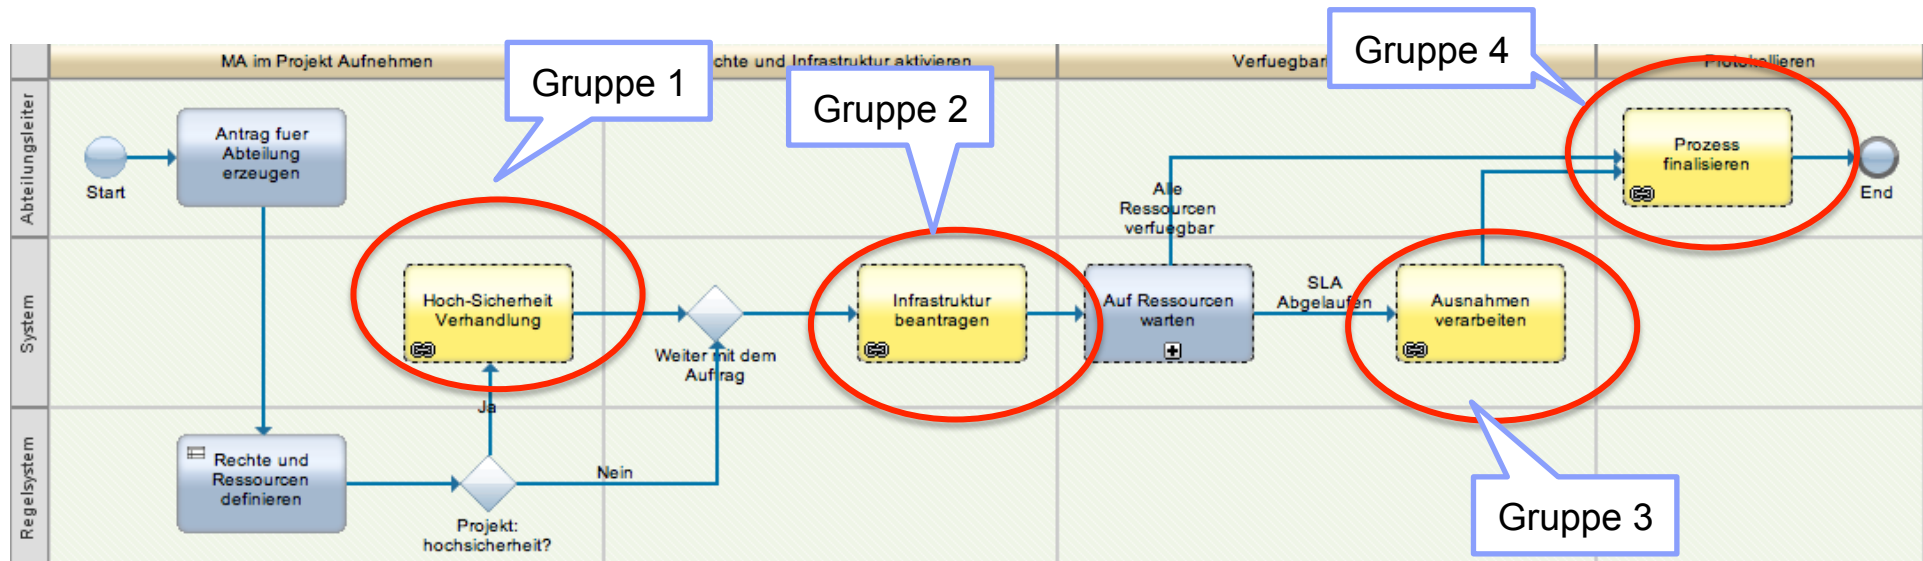 MA im Projekt Aufnehmen
chte und Infrastruktur aktivieren
Verfuegbar
Protokollieren
Gruppe 1
Gruppe 2
Gruppe 4
Abteilungsleiter
Start
Antrag fuer
Abteilung
erzeugen
Alle
Ressourcen
verfuegbar
Prozess
finalisieren
End
System
Hoch-Sicherheit
Verhandlung
Weiter mit dem
Auftrag
Infrastruktur
beantragen
Auf Ressourcen
warten
SLA
Abgelaufen
Ausnahmen
verarbeiten
Ja
Regelsystem
Rechte und
Ressourcen
definieren
Nein
Projekt:
hochsicherheit?
Gruppe 3